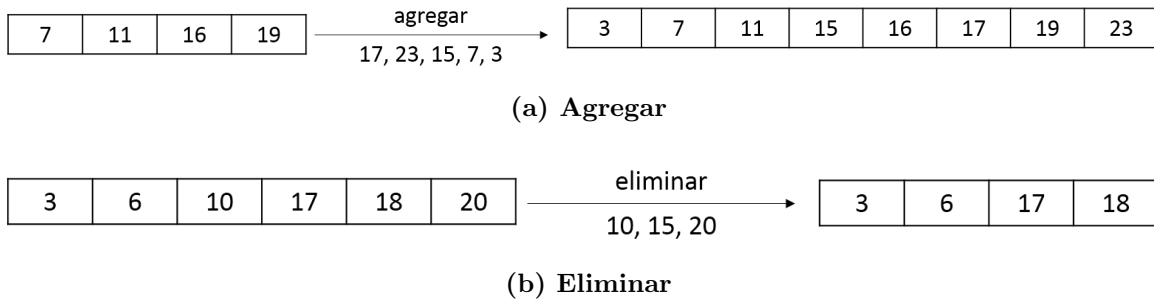 7 11 16 19
agregar
17, 23, 15, 7, 3
3 7 11 15 16 17 19 23
(a) Agregar
3 6 10 17 18 20
eliminar
10, 15, 20
3 6 17 18
(b) Eliminar